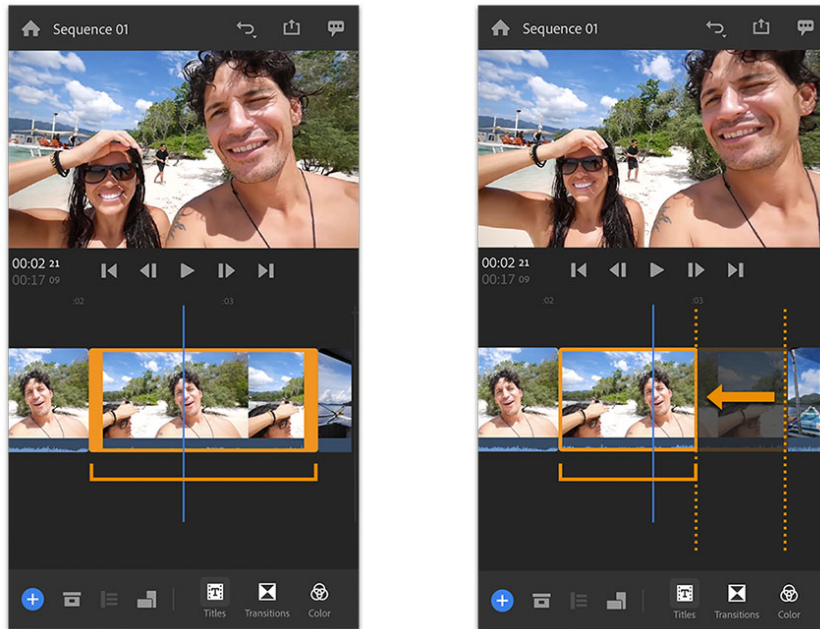 Sequence 01
00:02 21
00:17 09
:02 :03
Titles Transitions Color
Sequence 01
00:02 21
00:17 09
:02 :03
Titles Transitions Color